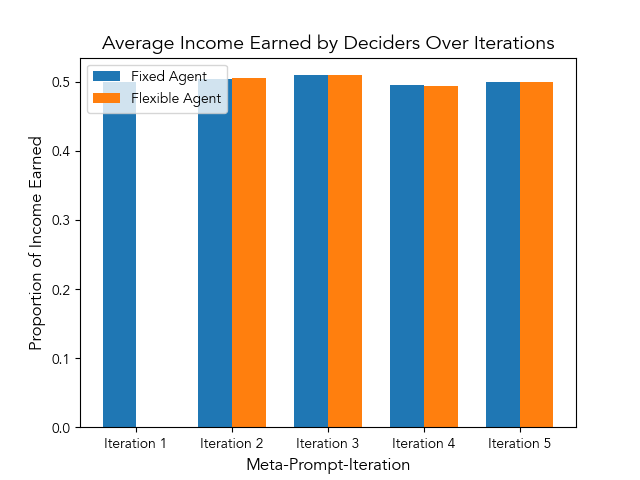 Average Income Earned by Deciders Over Iterations
Fixed Agent
Flexible Agent
Proportion of Income Earned
0.5
0.4
0.3
0.2
0.1
0.0
Iteration 1
Iteration 2
Iteration 3
Iteration 4
Iteration 5
Meta-Prompt-Iteration